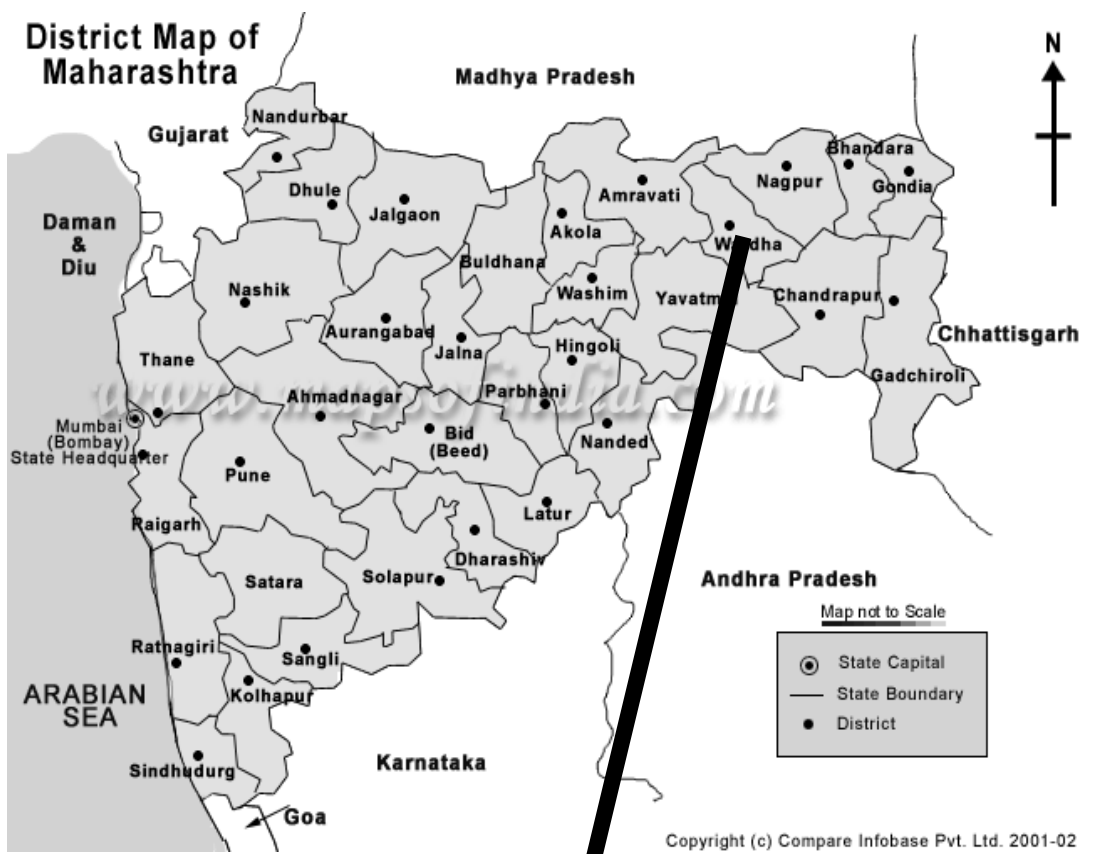 District Map of
Maharashtra
N
Madhya Pradesh
Nandurbar
Gujarat
Bhandara
Dhule
Jalgaon
Amravati
Nagpur
Gondia
Daman
&
Diu
Akola
Buldhana
Nashik
Washim
Chandrapur
Aurangabad
Jalna
Hingoli
Chhattisgarh
Thane
Gadchiroli
Parbhani
www.mapsofindia.com
Ahmadnagar
Mumbai
(Bombay)
State Headquarter
Bid
(Beed)
Nanded
Pune
Latur
Raigarh
Dharashiv
Satara
Solapur
Andhra Pradesh
Map not to Scale
Ratnagiri
Sangli
State Capital
ARABIAN
SEA
Kolhapur
State Boundary
District
Karnataka
Sindhudurg
Goa
Copyright (c) Compare Infobase Pvt. Ltd. 2001-02